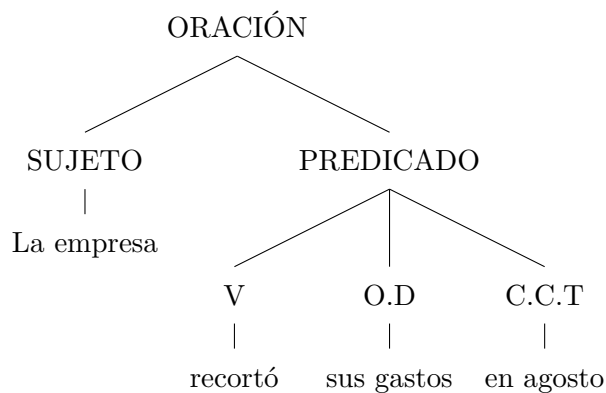 ORACIÓN
SUJETO PREDICADO
La empresa
V O.D C.C.T
recortó sus gastos en agosto